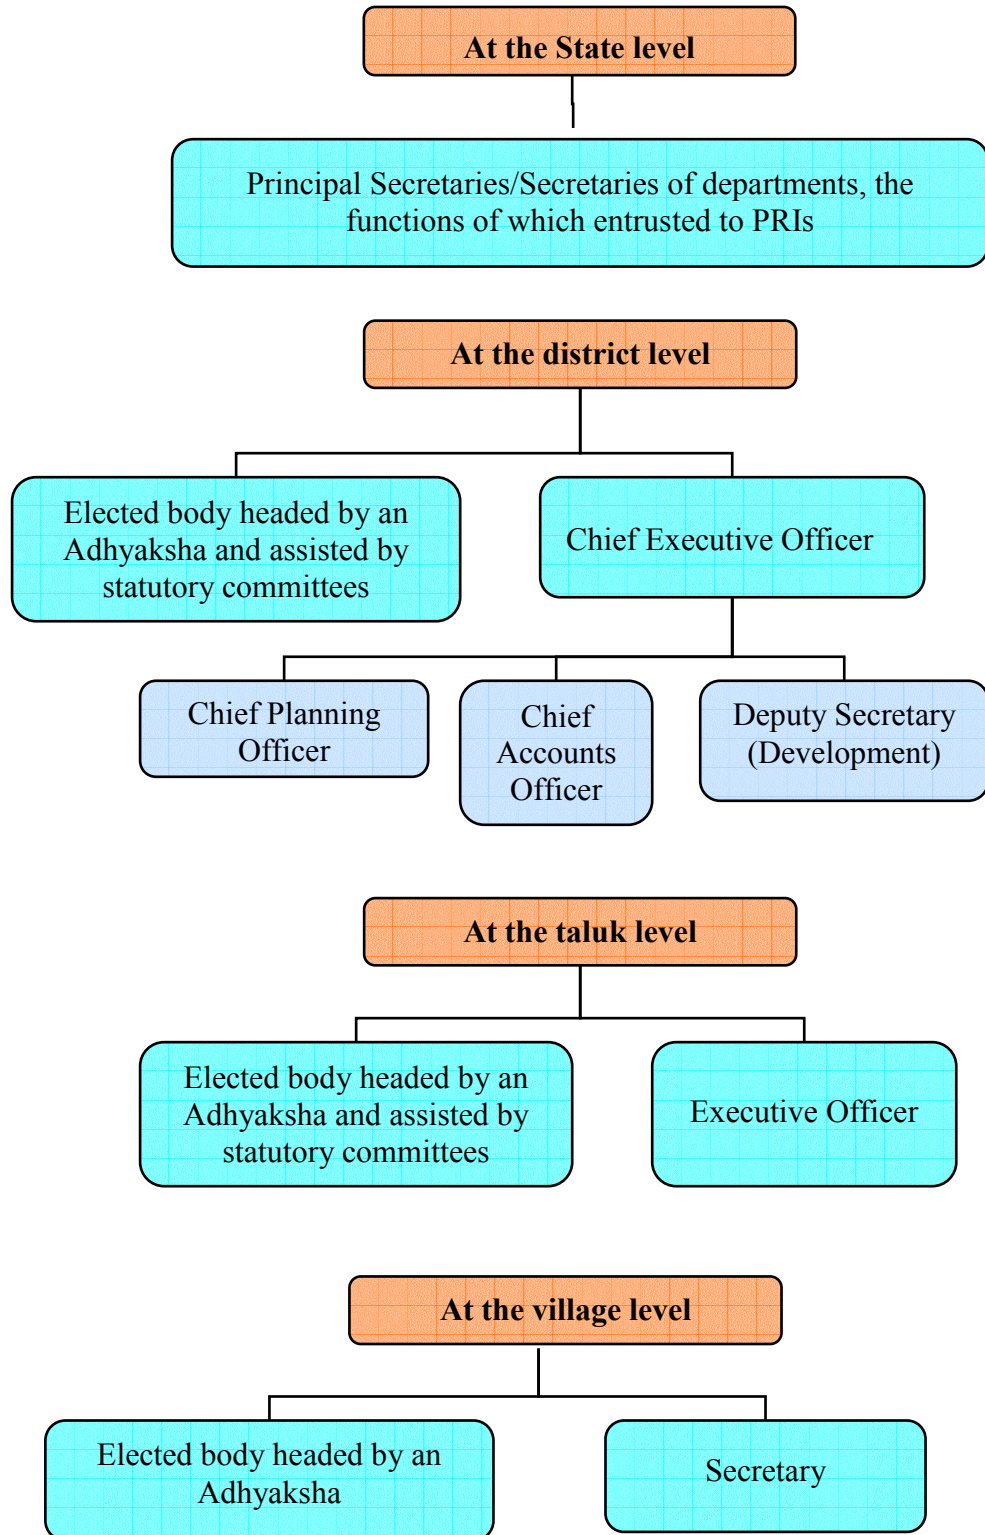 At the State level
Principal Secretaries/Secretaries of departments, the
functions of which entrusted to PRIs
At the district level
Elected body headed by an
Adhyaksha and assisted by
statutory committees
Chief Executive Officer
Chief Planning
Officer
Chief
Accounts
Officer
Deputy Secretary
(Development)
At the taluk level
Elected body headed by an
Adhyaksha and assisted by
statutory committees
Executive Officer
At the village level
Elected body headed by an
Adhyaksha
Secretary